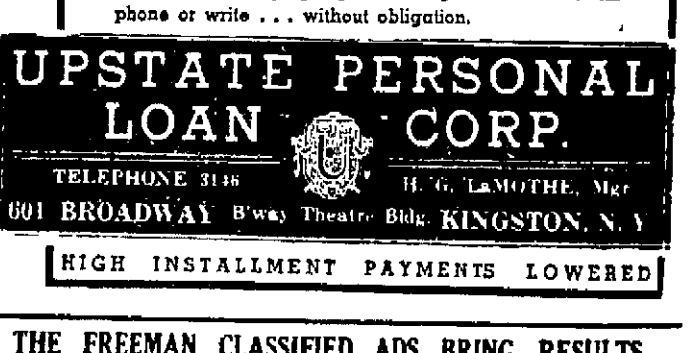 phone or write ... without obligation.
UPSTATE PERSONAL
LOAN U CORP.
TELEPHONE 3146 H. G. LaMOTHE, Mgr
601 BROADWAY B'way Theatre Bldg. KINGSTON, N. Y
HIGH INSTALLMENT PAYMENTS LOWERED
THE FREEMAN CLASSIFIED ADS BRING RESULTS